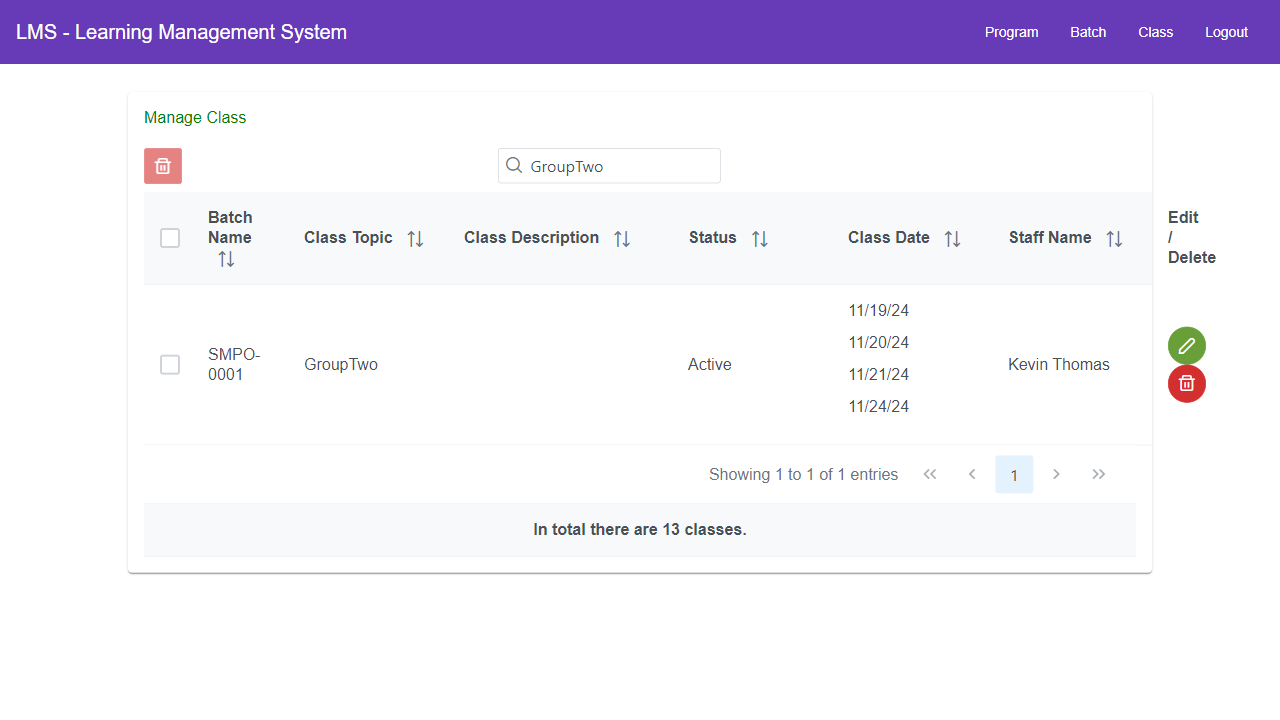 LMS - Learning Management System
Program
Batch
Class
Logout
Manage Class
GroupTwo
Batch
Name
Class Topic
Class Description
Status
Class Date
Staff Name
Edit
/
Delete
SMPO-
0001
GroupTwo
Active
11/19/24
11/20/24
11/21/24
11/24/24
Kevin Thomas
Showing 1 to 1 of 1 entries
1
In total there are 13 classes.